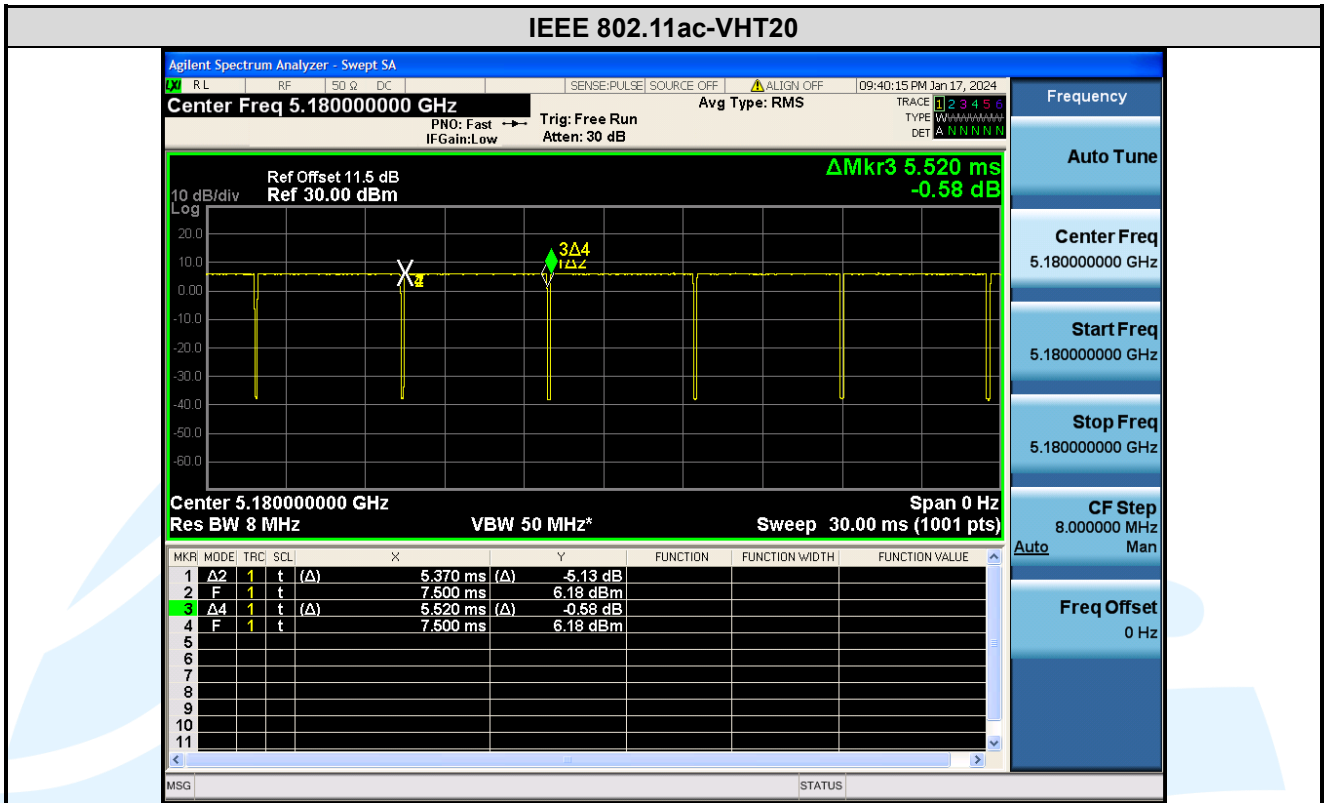 IEEE 802.11ac-VHT20
Agilent Spectrum Analyzer - Swept SA
LXI RL RF 50 Ω DC SENSE:PULSE SOURCE OFF ALIGN OFF 09:40:15 PM Jan 17, 2024
Center Freq 5.180000000 GHz
PNO: Fast
IFGain:Low
Trig: Free Run
Atten: 30 dB
Avg Type: RMS
TRACE 1 2 3 4 5 6
TYPE W
DET A N N N N N
ΔMkr3 5.520 ms
-0.58 dB
Ref Offset 11.5 dB
10 dB/div Ref 30.00 dBm
Log
20.0
10.0
0.00
-10.0
-20.0
-30.0
-40.0
-50.0
-60.0
3Δ4
1Δ2
Center 5.180000000 GHz Span 0 Hz
Res BW 8 MHz VBW 50 MHz* Sweep 30.00 ms (1001 pts)
MKR MODE TRC SCL X Y FUNCTION FUNCTION WIDTH FUNCTION VALUE
1 Δ2 1 t (Δ) 5.370 ms (Δ) -5.13 dB
2 F 1 t 7.500 ms 6.18 dBm
3 Δ4 1 t (Δ) 5.520 ms (Δ) -0.58 dB
4 F 1 t 7.500 ms 6.18 dBm
5
6
7
8
9
10
11
MSG STATUS
Frequency
Auto Tune
Center Freq
5.180000000 GHz
Start Freq
5.180000000 GHz
Stop Freq
5.180000000 GHz
CF Step
8.000000 MHz
Auto Man
Freq Offset
0 Hz